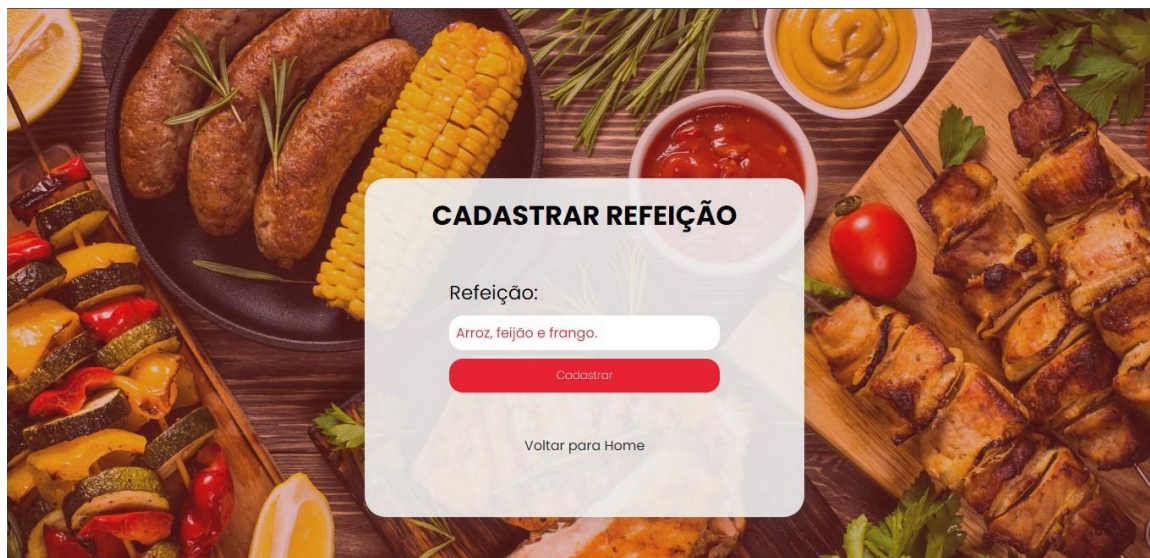 CADASTRAR REFEIÇÃO
Refeição:
Arroz, feijão e frango.
Cadastrar
Voltar para Home